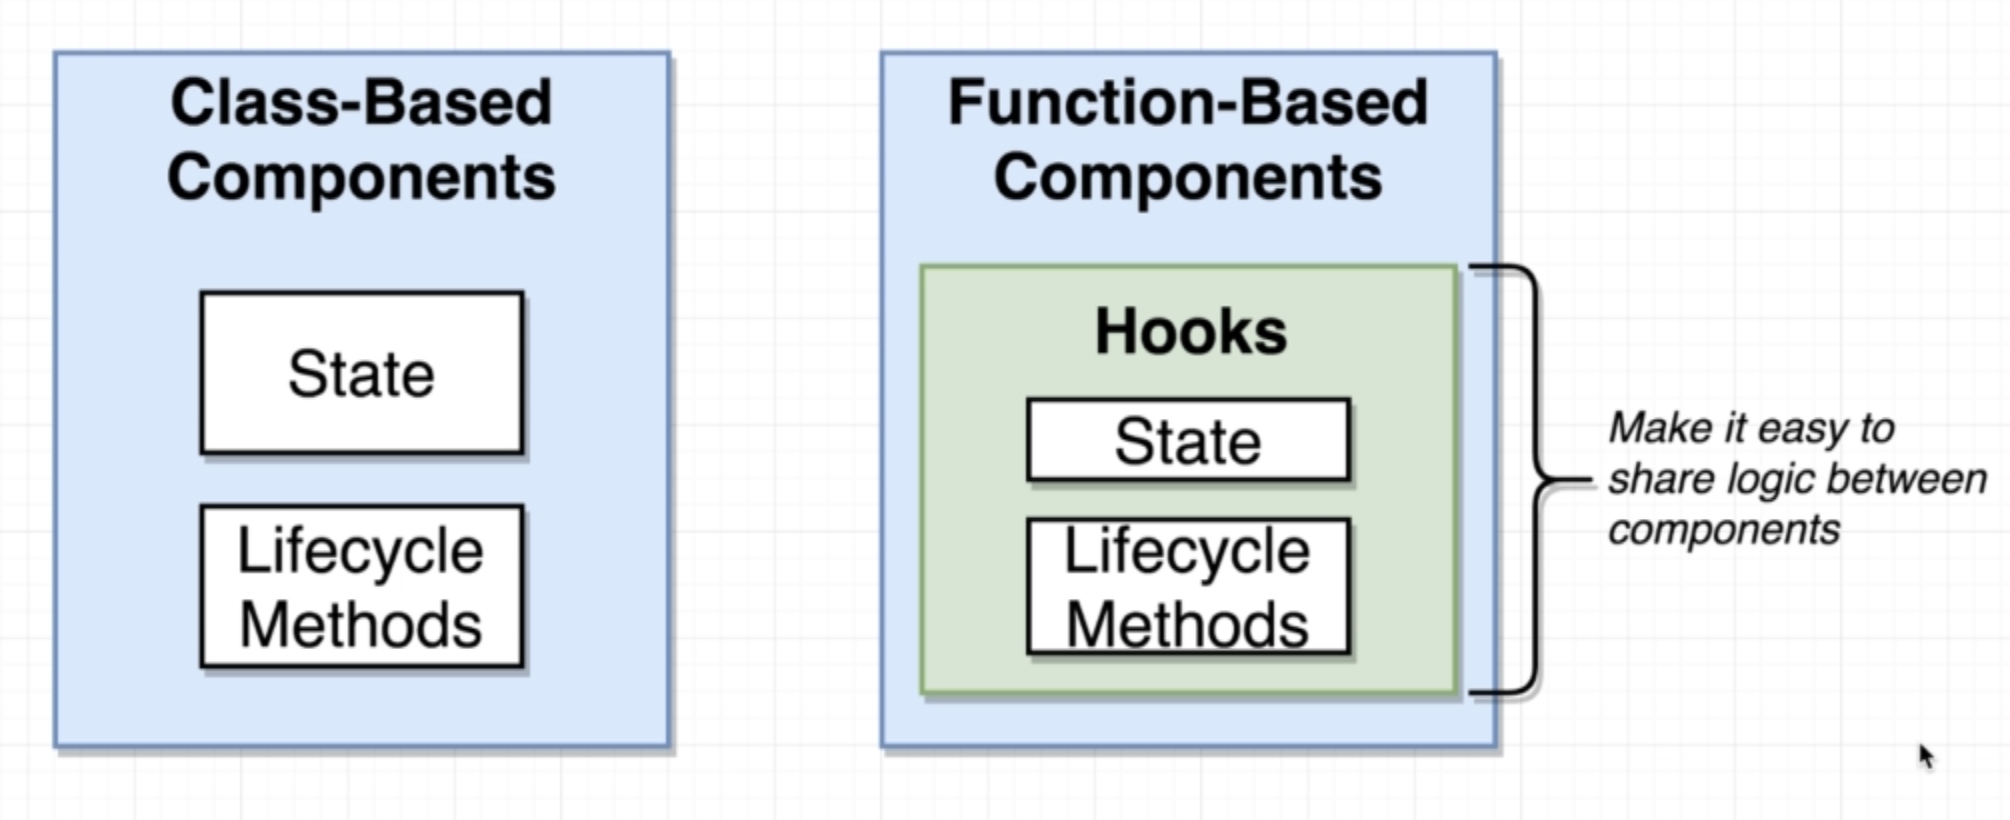 Class-Based
Components
State
Lifecycle
Methods
Function-Based
Components
Hooks
State
Lifecycle
Methods
Make it easy to
share logic between
components